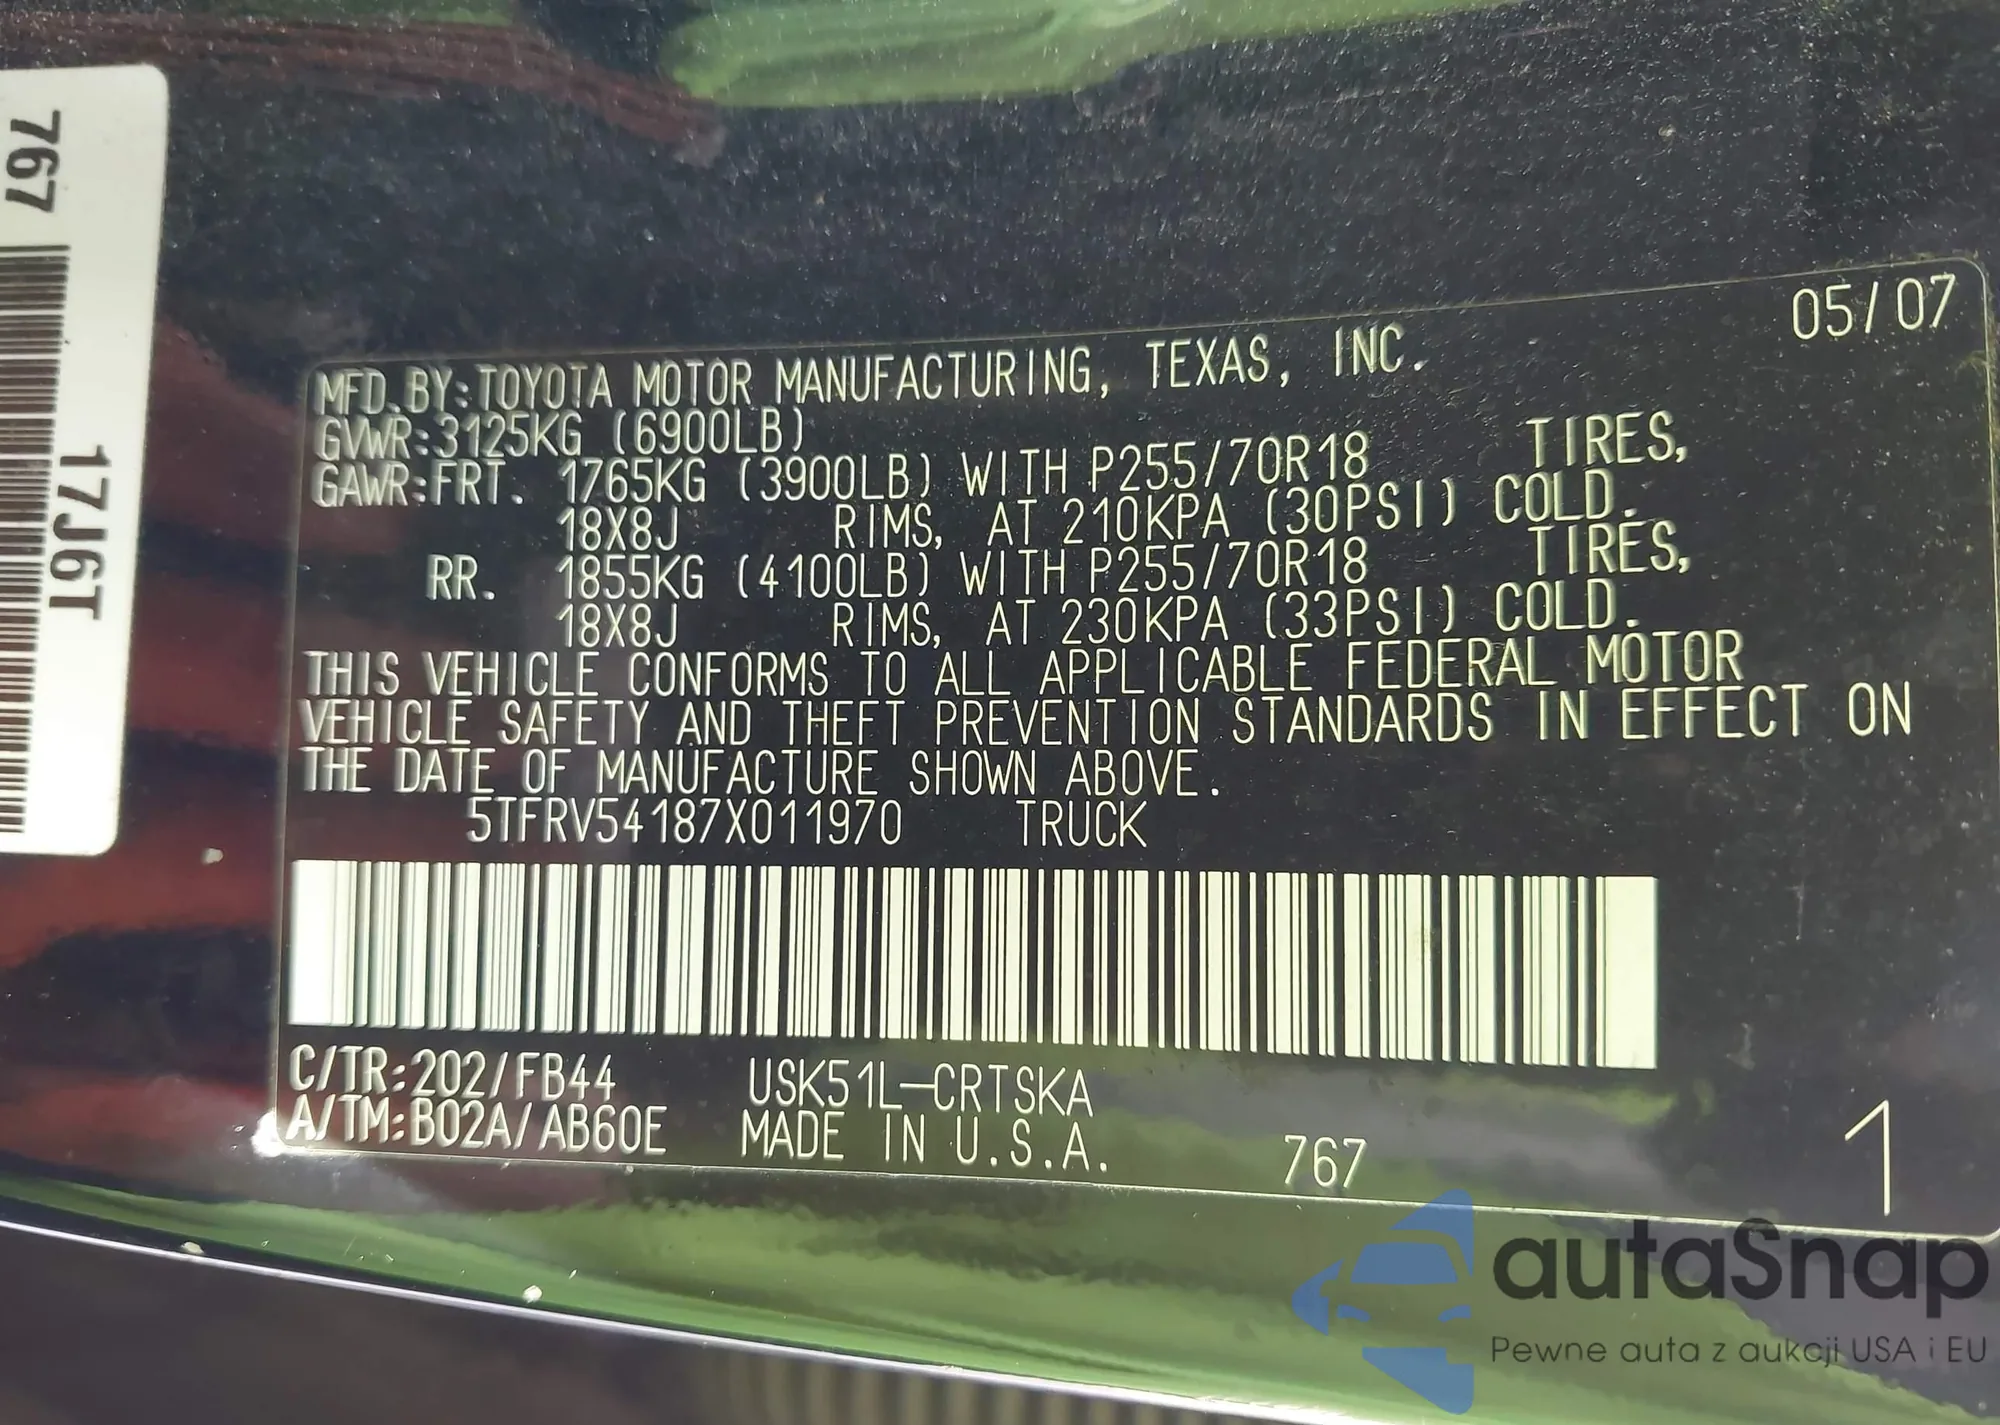 767
17J6T
05/07
MFD.BY:TOYOTA MOTOR MANUFACTURING, TEXAS, INC.
GVWR:3125KG (6900LB)
GAWR:FRT. 1765KG (3900LB) WITH P255/70R18 TIRES,
18X8J RIMS, AT 210KPA (30PSI) COLD.
RR. 1855KG (4100LB) WITH P255/70R18 TIRES,
18X8J RIMS, AT 230KPA (33PSI) COLD.
THIS VEHICLE CONFORMS TO ALL APPLICABLE FEDERAL MOTOR
VEHICLE SAFETY AND THEFT PREVENTION STANDARDS IN EFFECT ON
THE DATE OF MANUFACTURE SHOWN ABOVE.
5TFRV54187X011970 TRUCK
C/TR:202/FB44 USK51L-CRTSKA
A/TM:B02A/AB60E MADE IN U.S.A. 767
1
autaSnap
Pewne auta z aukcji USA i EU